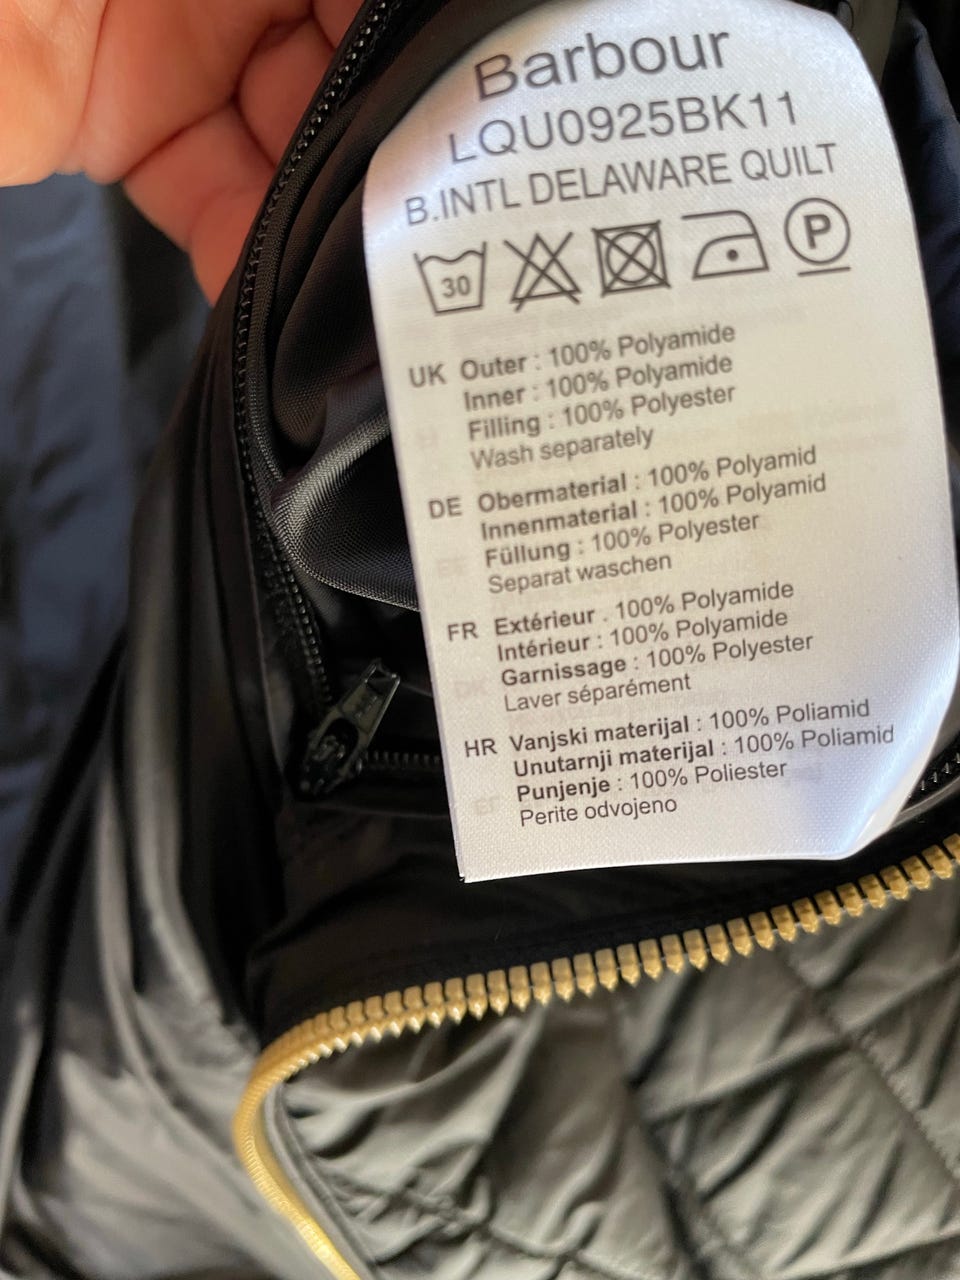 Barbour
LQU0925BK11
B.INTL DELAWARE QUILT
30 P
UK Outer : 100% Polyamide
Inner : 100% Polyamide
Filling : 100% Polyester
Wash separately
DE Obermaterial : 100% Polyamid
Innenmaterial : 100% Polyamid
Füllung : 100% Polyester
Separat waschen
FR Extérieur . 100% Polyamide
Intérieur : 100% Polyamide
Garnissage : 100% Polyester
Laver séparément
HR Vanjski materijal : 100% Poliamid
Unutarnji materijal : 100% Poliamid
Punjenje : 100% Poliester
Perite odvojeno